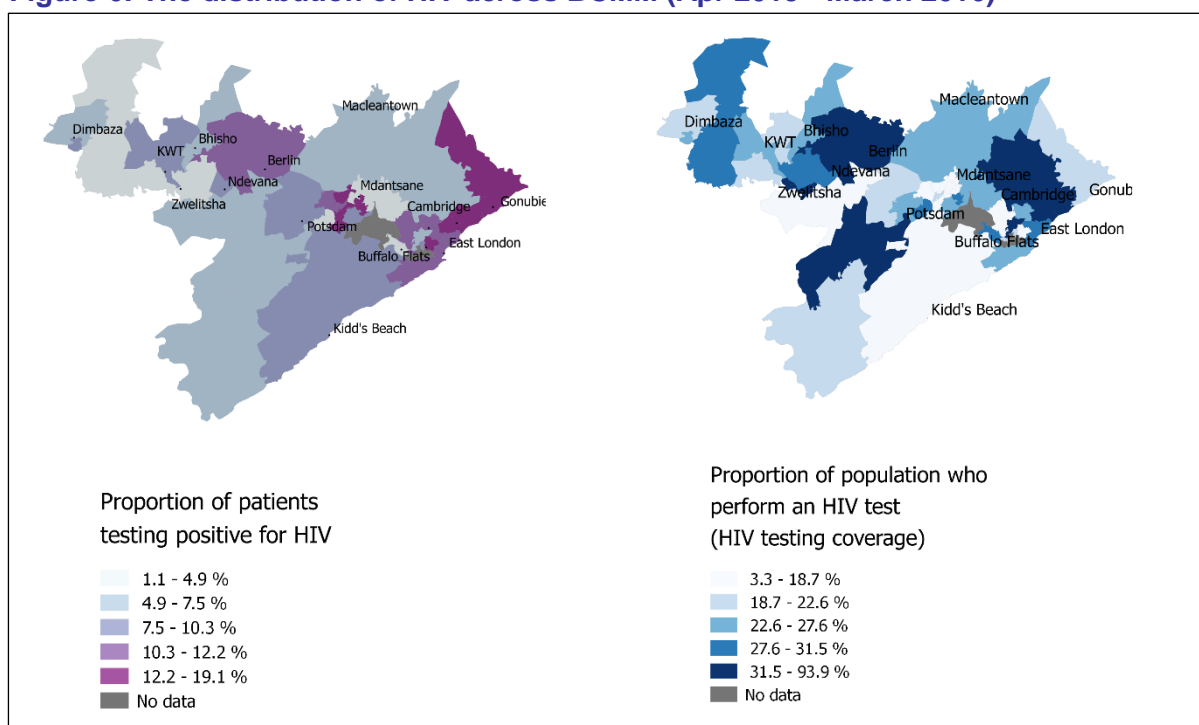 Dimbaza
KWT
Bhisho
Macleantown
Berlin
Ndevana
Zwelitsha
Mdantsane
Cambridge
Gonubie
Potsdam
East London
Buffalo Flats
Kidd's Beach
Proportion of patients
testing positive for HIV
1.1 - 4.9 %
4.9 - 7.5 %
7.5 - 10.3 %
10.3 - 12.2 %
12.2 - 19.1 %
No data
Dimbaza
KWT
Bhisho
Macleantown
Berlin
Ndevana
Zwelitsha
Mdantsane
Cambridge
Gonubie
Potsdam
East London
Buffalo Flats
Kidd's Beach
Proportion of population who
perform an HIV test
(HIV testing coverage)
3.3 - 18.7 %
18.7 - 22.6 %
22.6 - 27.6 %
27.6 - 31.5 %
31.5 - 93.9 %
No data